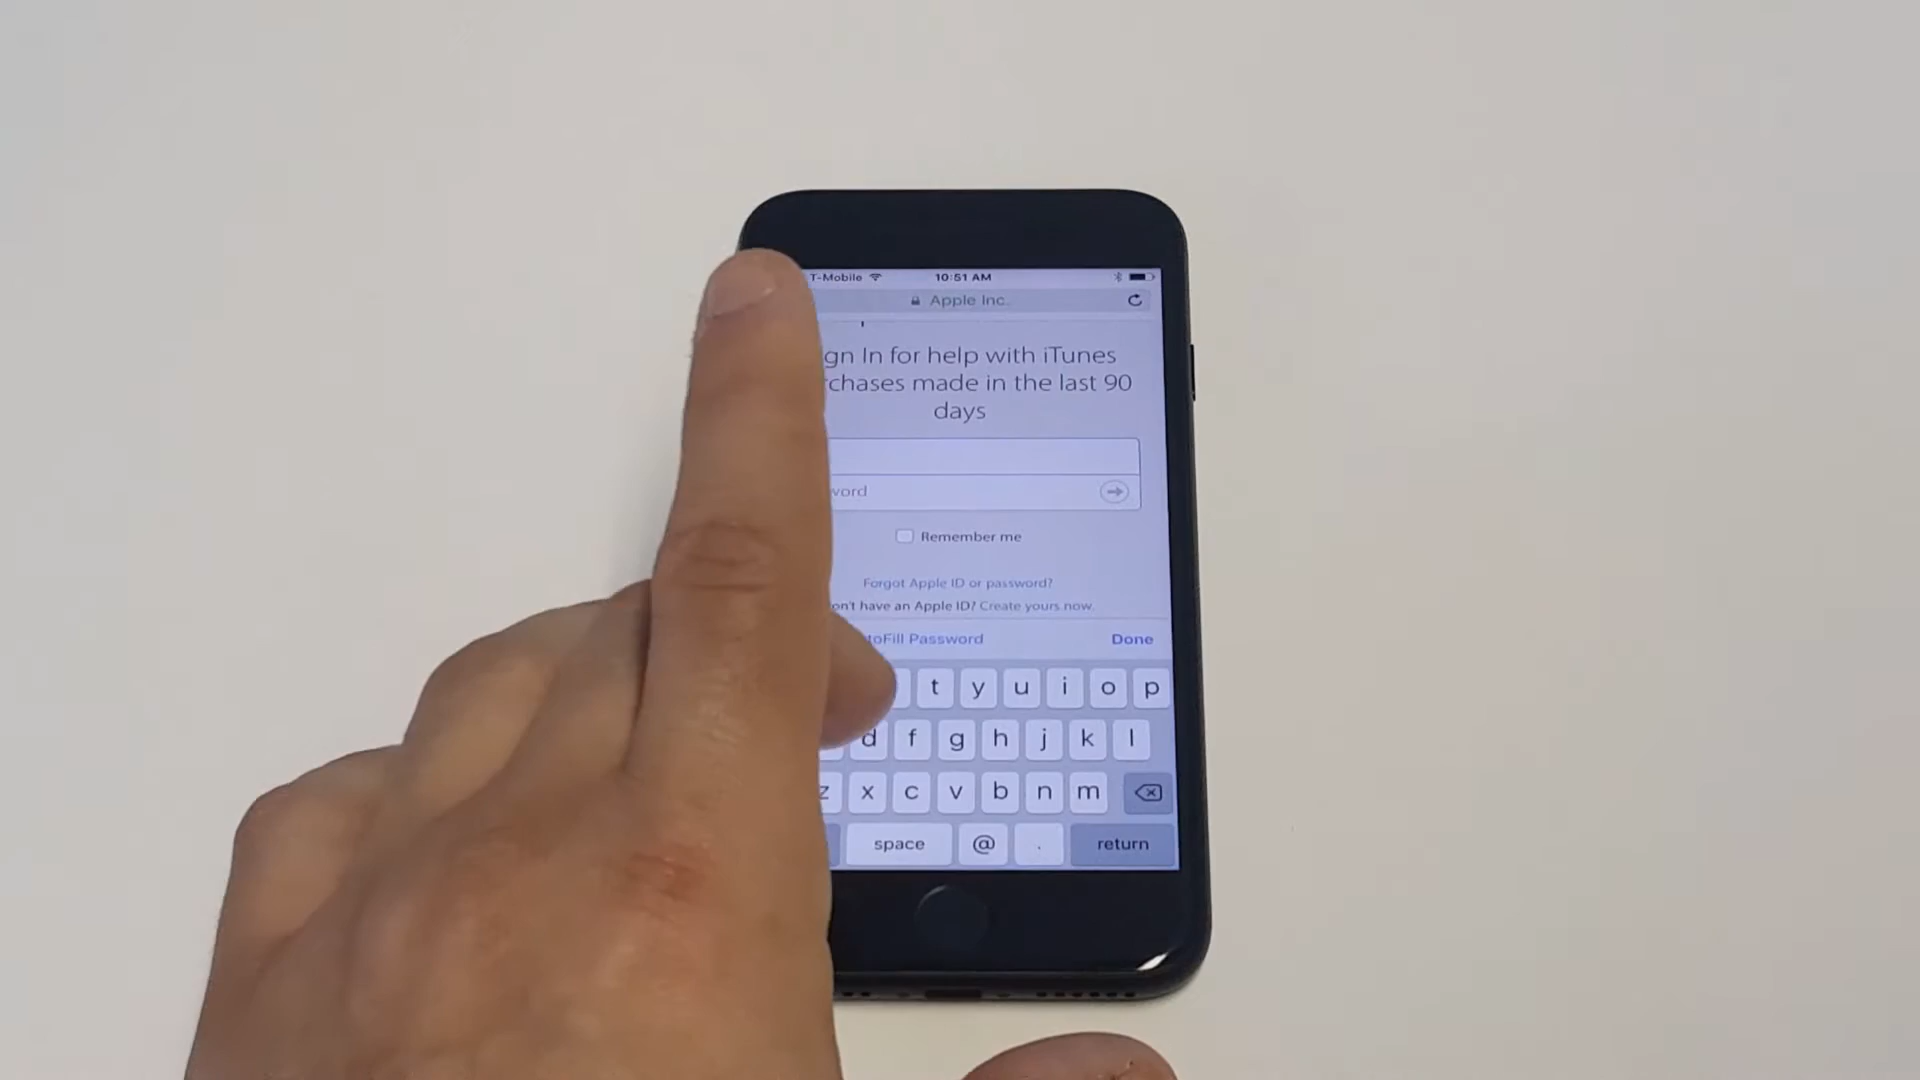 T-Mobile 10:51 AM
Apple Inc.
gn In for help with iTunes
chases made in the last 90
days
word
Remember me
Forgot Apple ID or password?
on't have an Apple ID? Create yours now.
toFill Password Done
t y u i o p
d f g h j k l
z x c v b n m
space @ . return